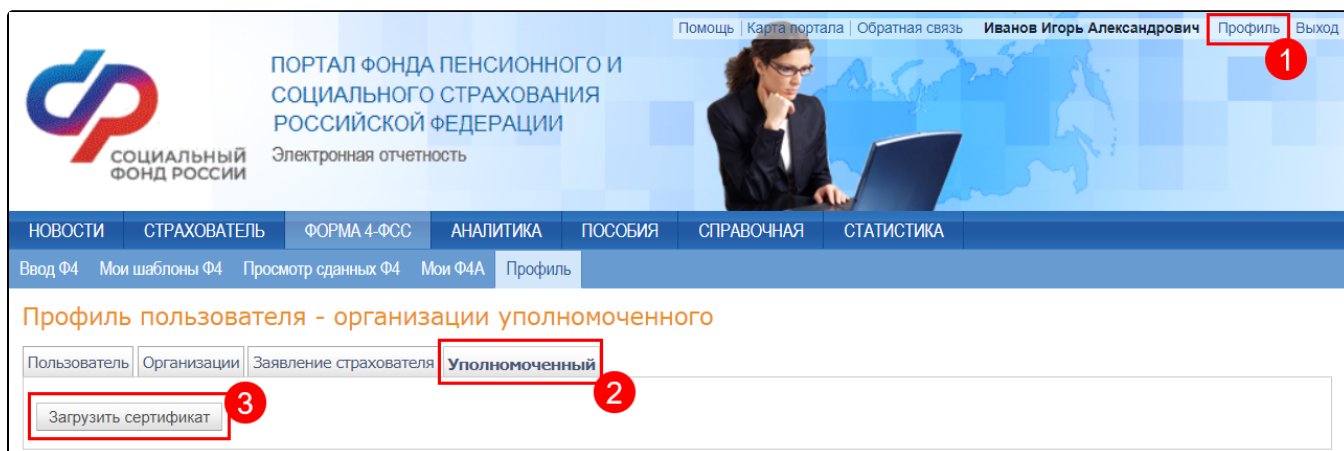 Помощь | Карта портала | Обратная связь Иванов Игорь Александрович Профиль Выход
1
ПОРТАЛ ФОНДА ПЕНСИОННОГО И
СОЦИАЛЬНОГО СТРАХОВАНИЯ
РОССИЙСКОЙ ФЕДЕРАЦИИ
Электронная отчетность
СОЦИАЛЬНЫЙ
ФОНД РОССИИ
НОВОСТИ СТРАХОВАТЕЛЬ ФОРМА 4-ФСС АНАЛИТИКА ПОСОБИЯ СПРАВОЧНАЯ СТАТИСТИКА
Ввод Ф4 Мои шаблоны Ф4 Просмотр сданных Ф4 Мои Ф4А Профиль
Профиль пользователя - организации уполномоченного
Пользователь Организации Заявление страхователя Уполномоченный
2
Загрузить сертификат
3